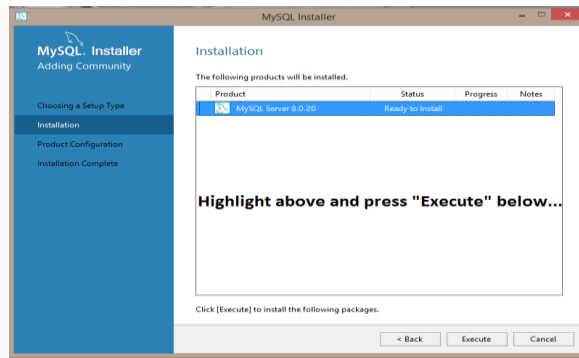 MySQL Installer
MySQL. Installer
Adding Community
Choosing a Setup Type
Installation
Product Configuration
Installation Complete
Installation
The following products will be installed.
Product Status Progress Notes
MySQL Server 8.0.20 Ready to Install
Highlight above and press "Execute" below...
Click [Execute] to install the following packages.
< Back Execute Cancel